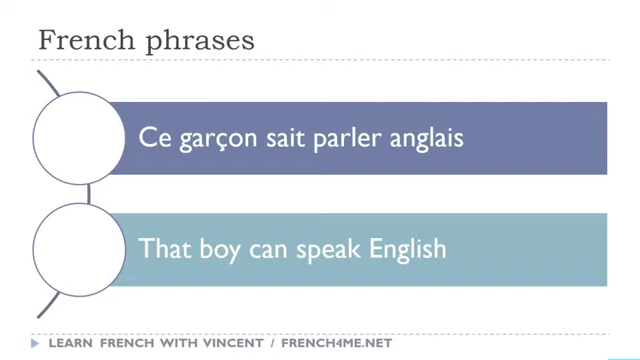 French phrases
Ce garçon sait parler anglais
That boy can speak English
LEARN FRENCH WITH VINCENT / FRENCH4ME.NET